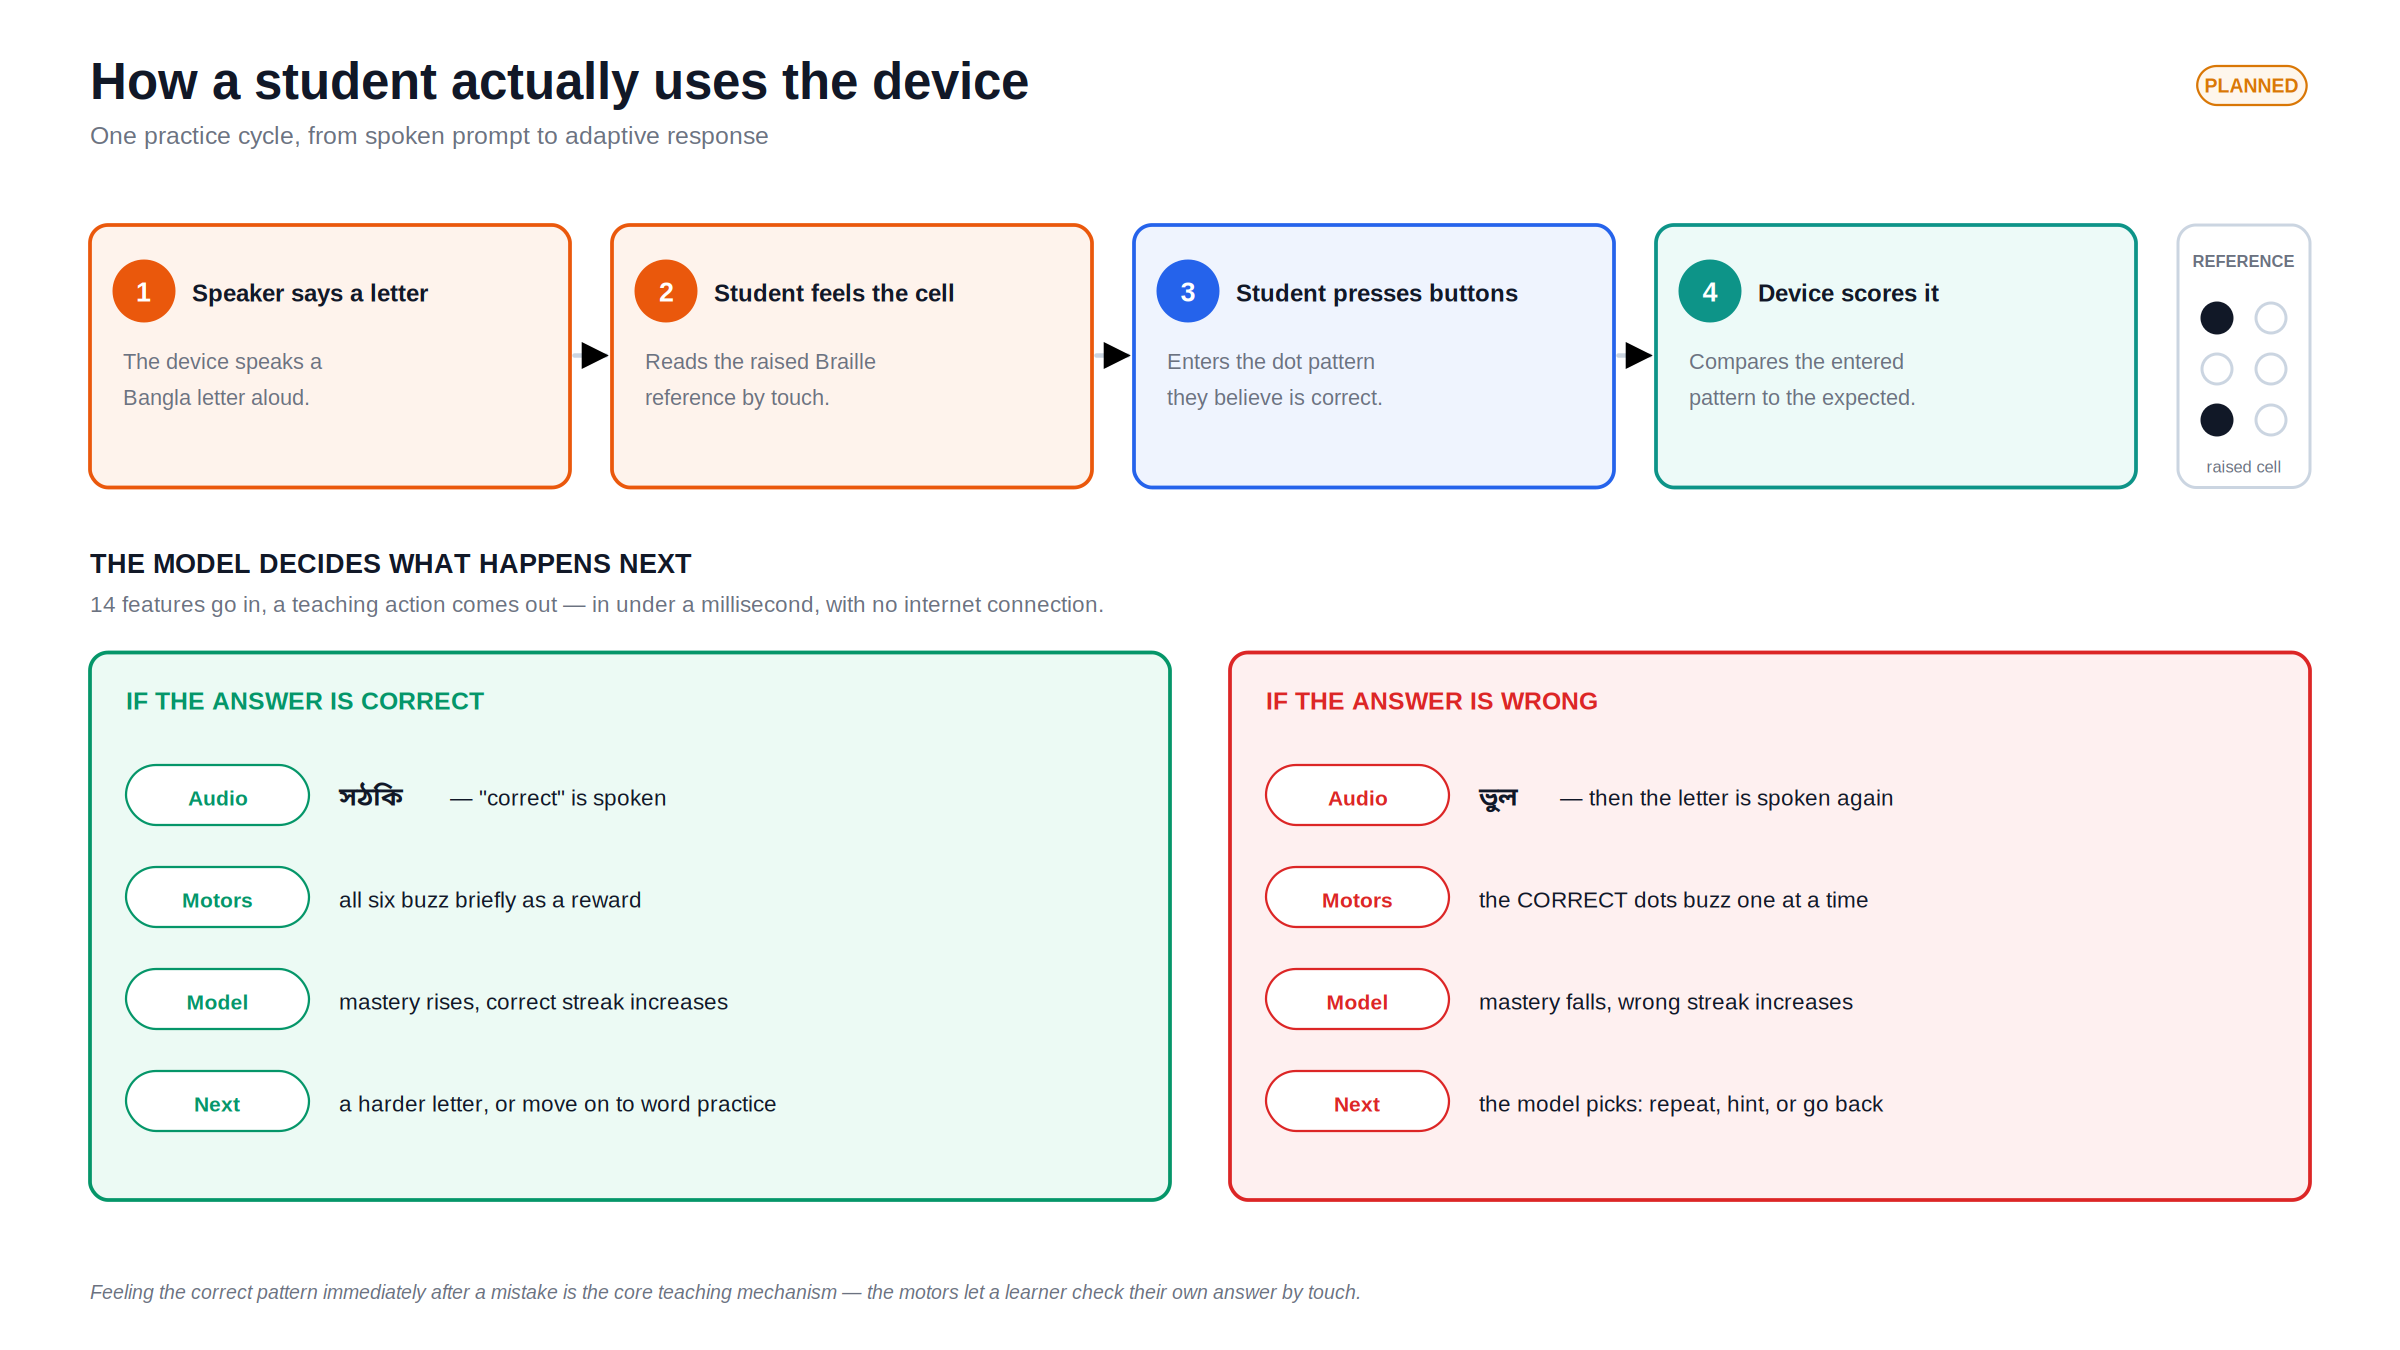 How a student actually uses the device
PLANNED
One practice cycle, from spoken prompt to adaptive response
1 Speaker says a letter
The device speaks a
Bangla letter aloud.
2 Student feels the cell
Reads the raised Braille
reference by touch.
3 Student presses buttons
Enters the dot pattern
they believe is correct.
4 Device scores it
Compares the entered
pattern to the expected.
REFERENCE
raised cell
THE MODEL DECIDES WHAT HAPPENS NEXT
14 features go in, a teaching action comes out — in under a millisecond, with no internet connection.
IF THE ANSWER IS CORRECT
Audio সঠিক — "correct" is spoken
Motors all six buzz briefly as a reward
Model mastery rises, correct streak increases
Next a harder letter, or move on to word practice
IF THE ANSWER IS WRONG
Audio ভুল — then the letter is spoken again
Motors the CORRECT dots buzz one at a time
Model mastery falls, wrong streak increases
Next the model picks: repeat, hint, or go back
Feeling the correct pattern immediately after a mistake is the core teaching mechanism — the motors let a learner check their own answer by touch.